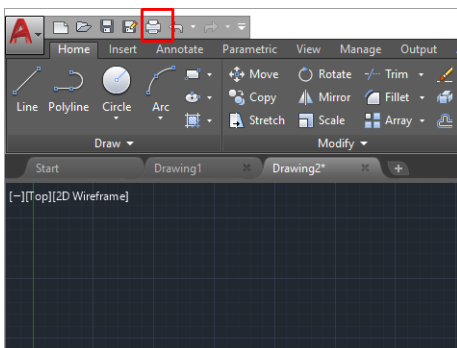 A
Home Insert Annotate Parametric View Manage Output
Line Polyline Circle Arc
Move Rotate Trim
Copy Mirror Fillet
Stretch Scale Array
Draw Modify
Start Drawing1 Drawing2*
[−][Top][2D Wireframe]